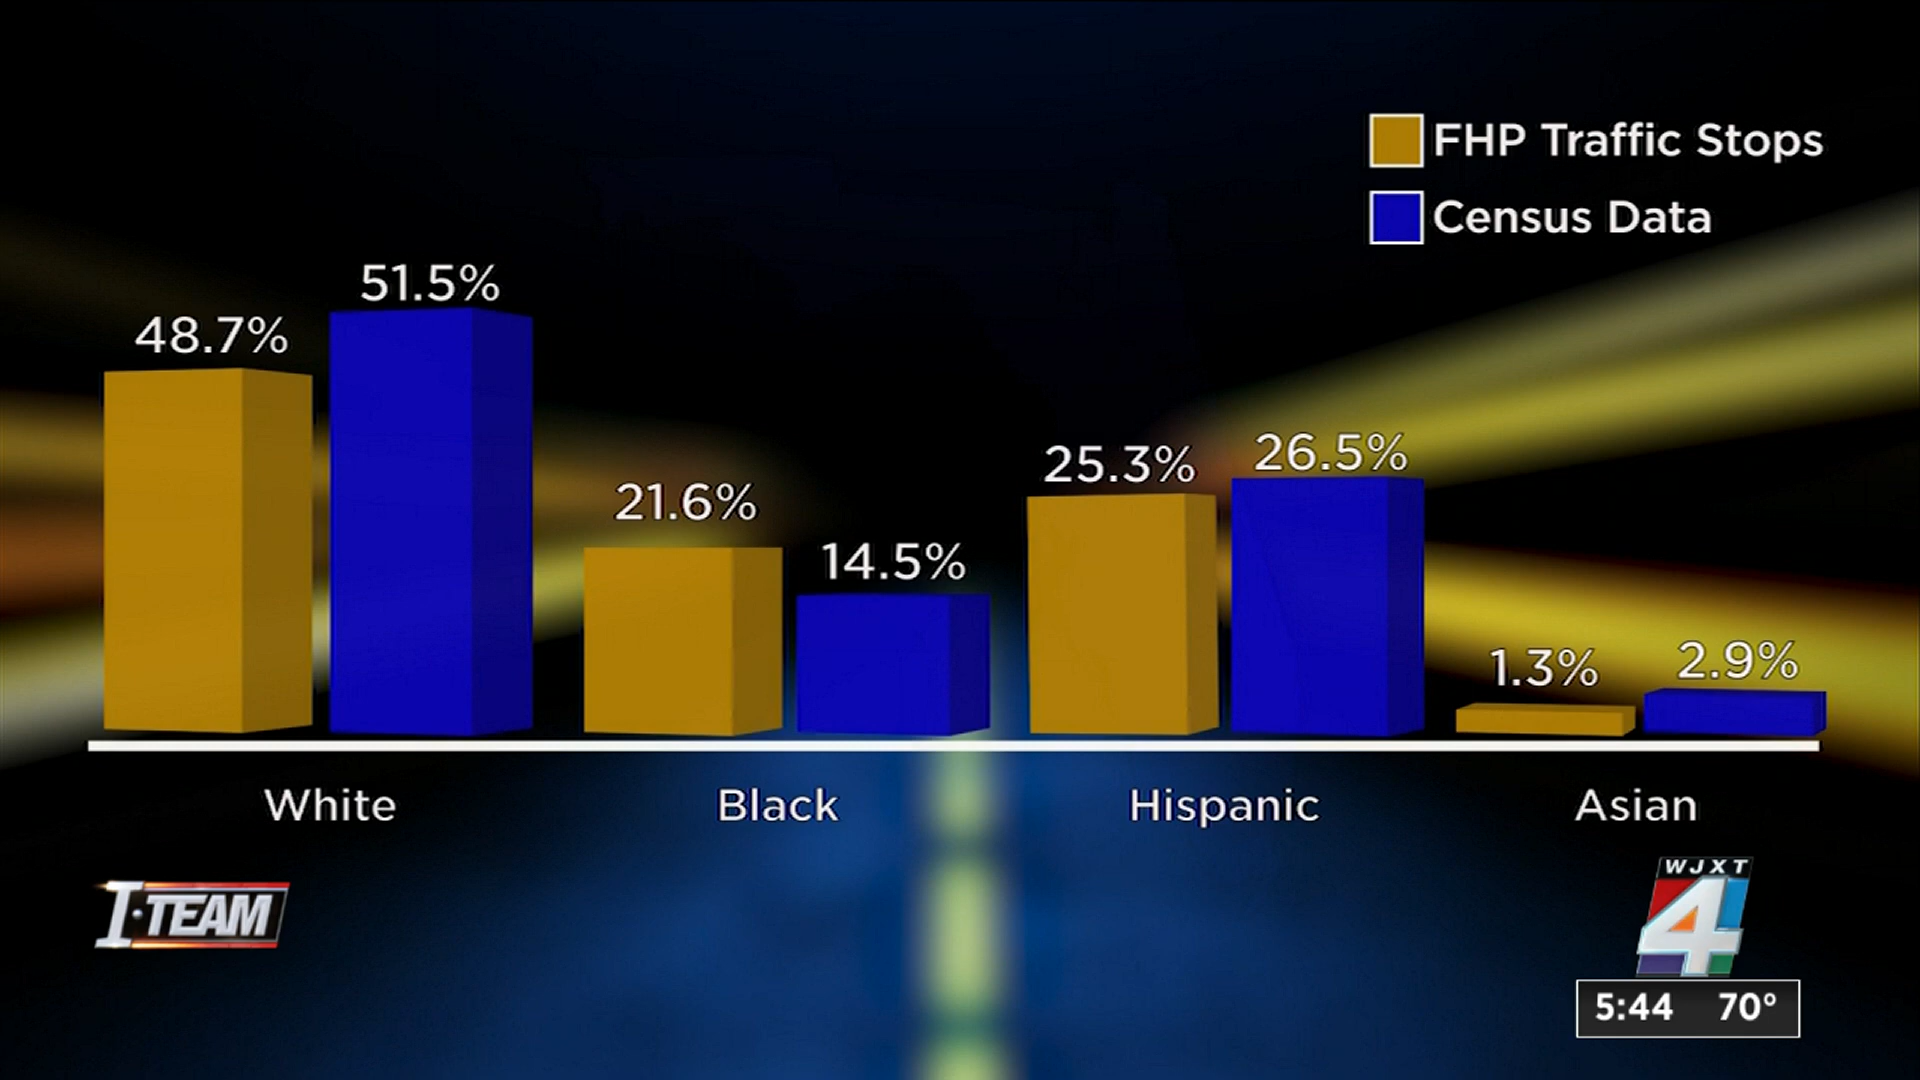 FHP Traffic Stops
Census Data
48.7%
51.5%
21.6%
14.5%
25.3%
26.5%
1.3%
2.9%
White
Black
Hispanic
Asian
I·TEAM
WJXT
4
5:44 70°